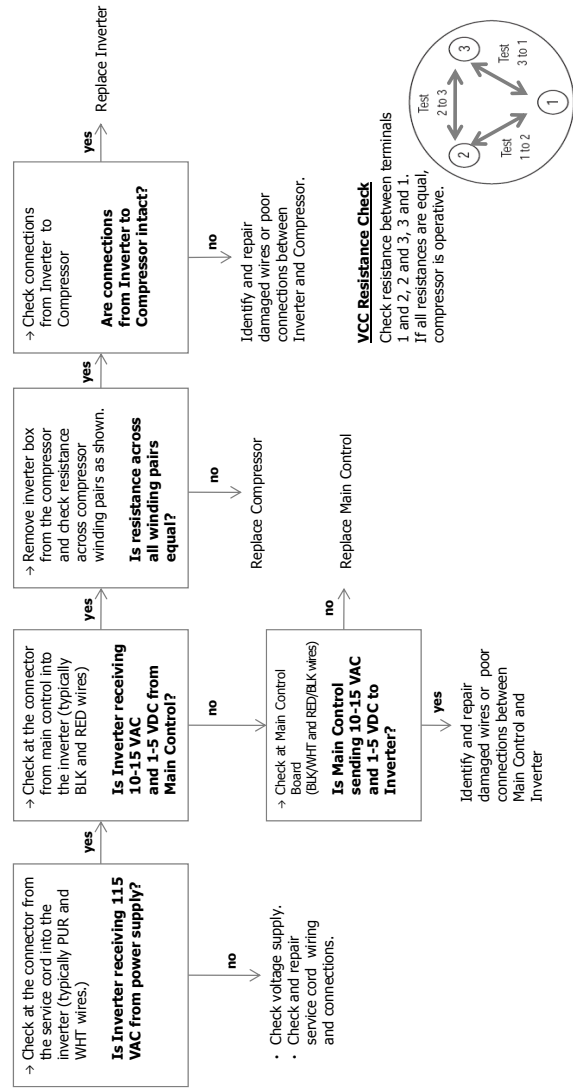 → Check at the connector from
the service cord into the
inverter (typically PUR and
WHT wires.)
Is Inverter receiving 115
VAC from power supply?
yes
no
• Check voltage supply.
• Check and repair
service cord wiring
and connections.
→ Check at the connector
from main control into
the inverter (typically
BLK and RED wires)
Is Inverter receiving
10-15 VAC
and 1-5 VDC from
Main Control?
yes
no
→ Check at Main Control
Board
(BLK/WHT and RED/BLK wires)
Is Main Control
sending 10-15 VAC
and 1-5 VDC to
Inverter?
no
Replace Main Control
yes
Identify and repair
damaged wires or poor
connections between
Main Control and
Inverter
→ Remove inverter box
from the compressor
and check resistance
across compressor
winding pairs as shown.
Is resistance across
all winding pairs
equal?
yes
no
Replace Compressor
→ Check connections
from Inverter to
Compressor
Are connections
from Inverter to
Compressor intact?
yes
Replace Inverter
no
Identify and repair
damaged wires or poor
connections between
Inverter and Compressor.
VCC Resistance Check
Check resistance between terminals
1 and 2, 2 and 3, 3 and 1.
If all resistances are equal,
compressor is operative.
2
Test
2 to 3
3
Test
1 to 2
Test
3 to 1
1